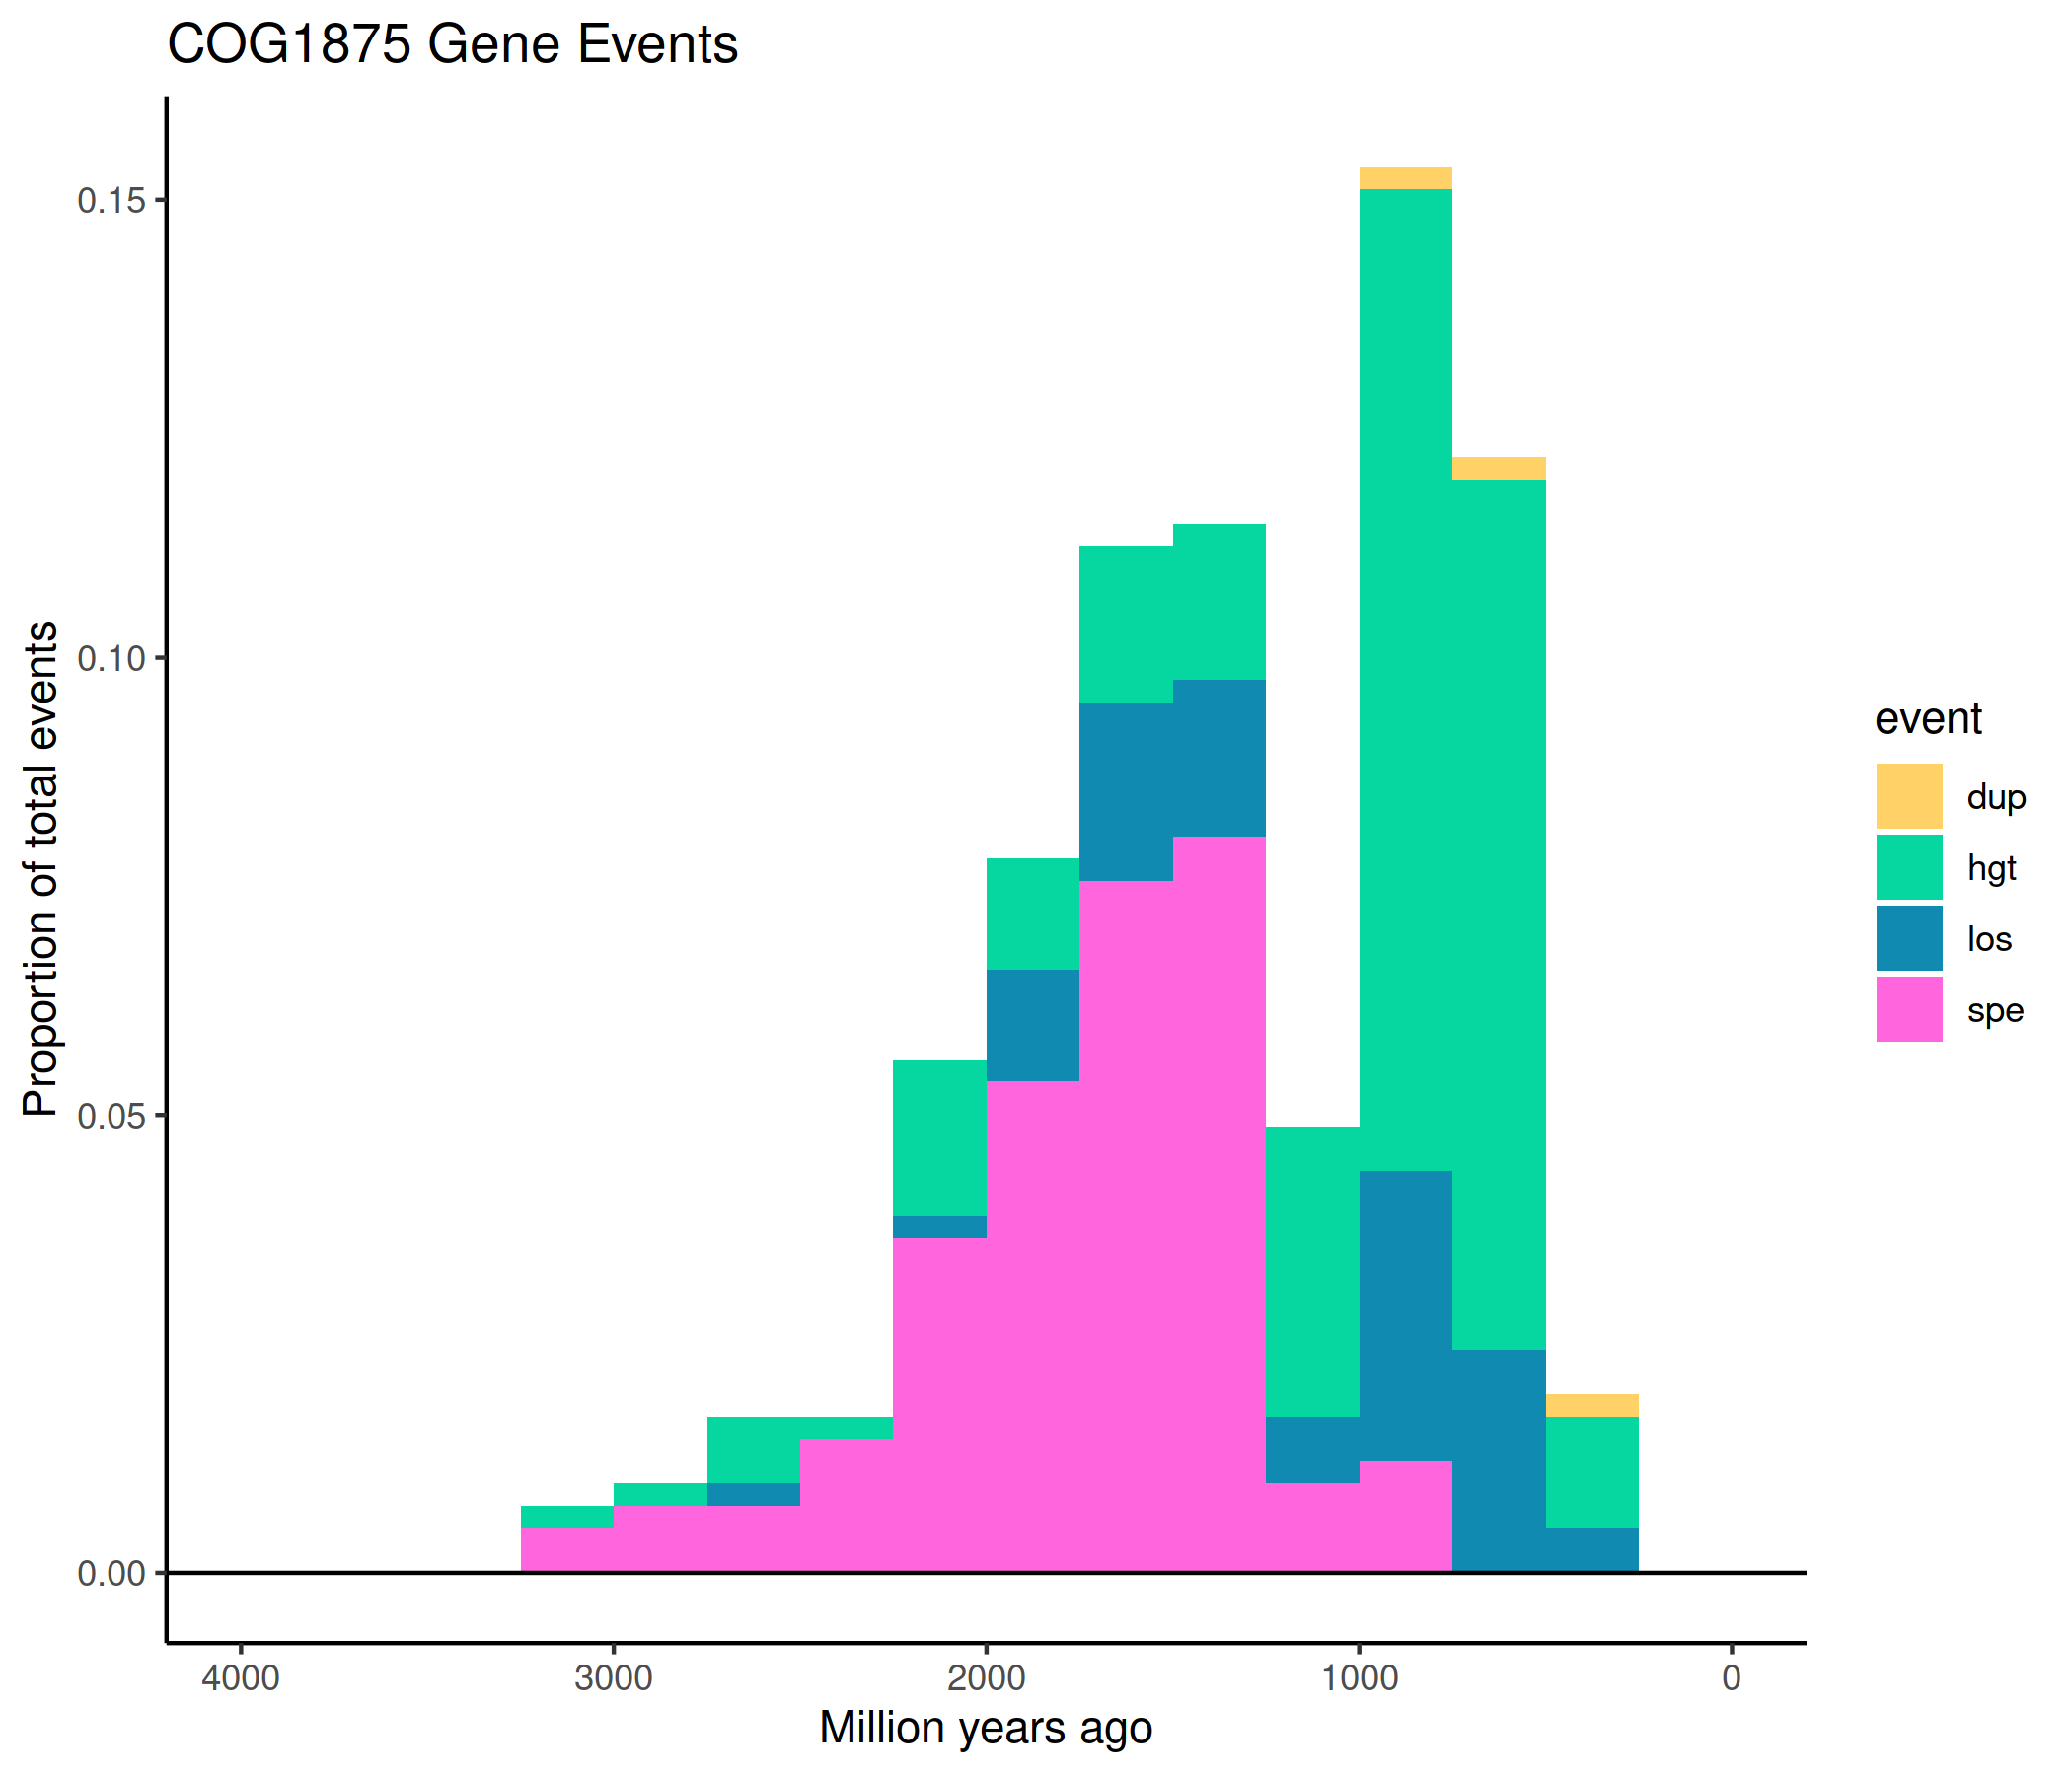 COG1875 Gene Events
Proportion of total events
0.15
0.10
0.05
0.00
4000 3000 2000 1000 0
Million years ago
event
dup
hgt
los
spe